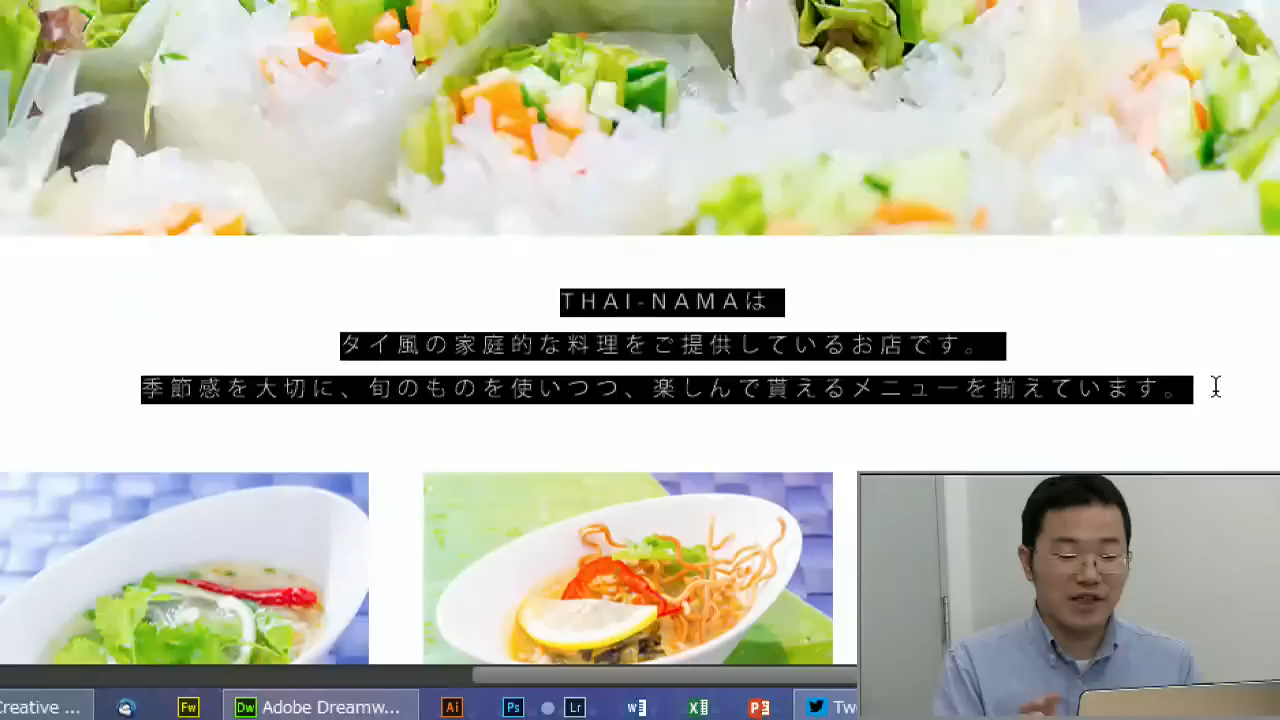 THAI-NAMAは
タイ風の家庭的な料理をご提供しているお店です。
季節感を大切に、旬のものを使いつつ、楽しんで貰えるメニューを揃えています。
Creative ...
Fw
Dw Adobe Dreamw...
Ai
Ps
Lr
Tw